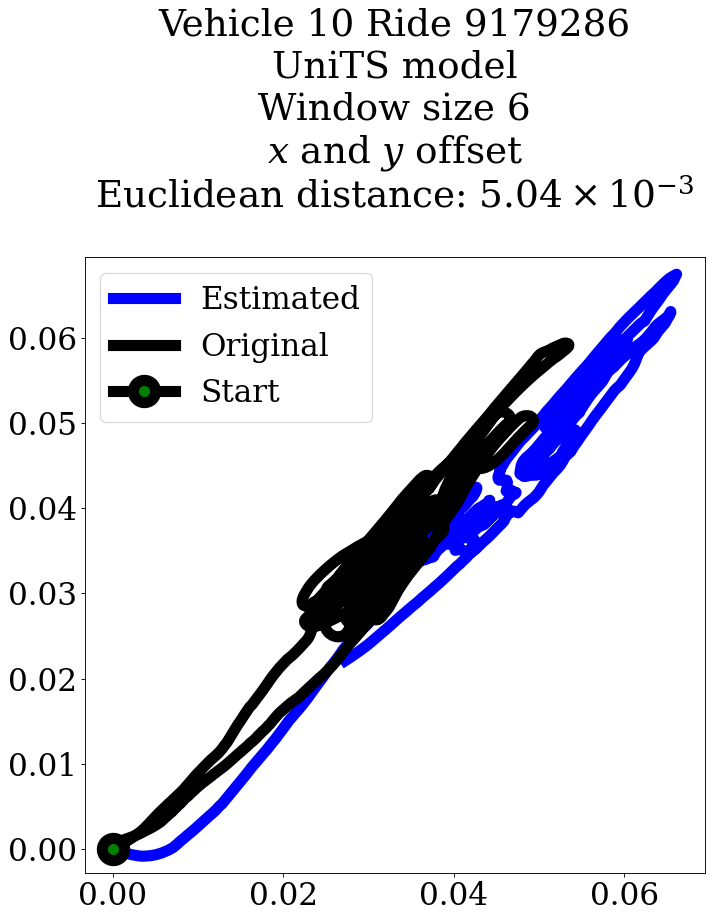 Vehicle 10 Ride 9179286
UniTS model
Window size 6
x and y offset
Euclidean distance: 5.04 × 10⁻³
Estimated
Original
Start
0.06
0.05
0.04
0.03
0.02
0.01
0.00
0.00 0.02 0.04 0.06